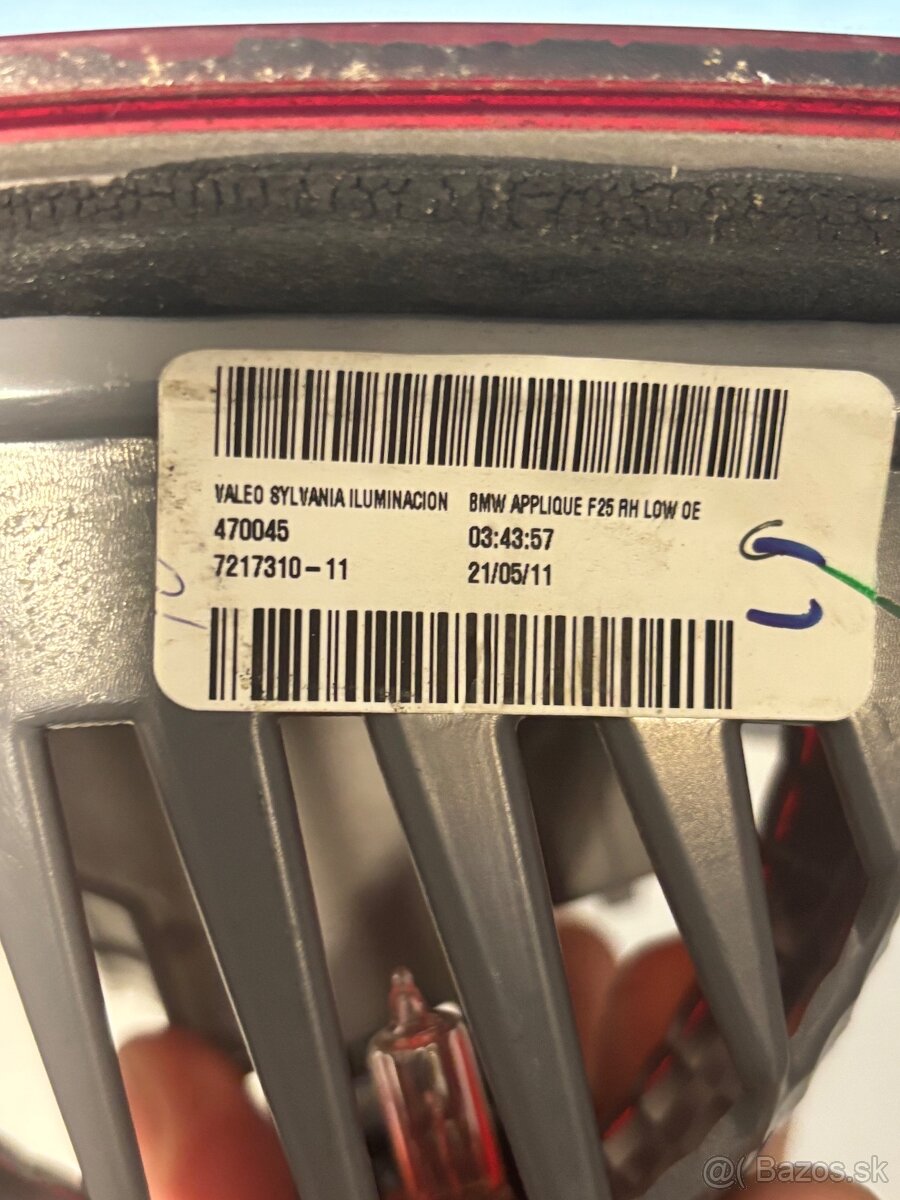 VALEO SYLVANIA ILUMINACION BMW APPLIQUE F25 RH LOW OE
470045 03:43:57
7217310-11 21/05/11
@( Bazos.sk